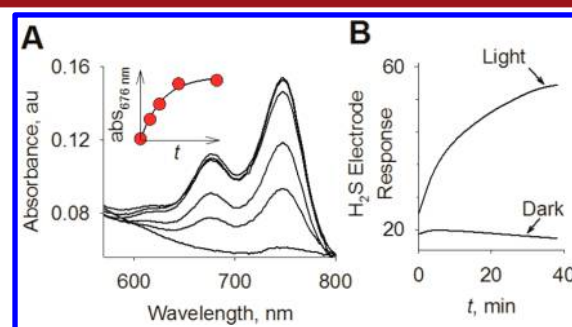 A
0.16
0.12
0.08
Absorbance, au
abs676 nm
t
600 700 800
Wavelength, nm
B
60
20
H2S Electrode
Response
Light
Dark
0 20 40
t, min